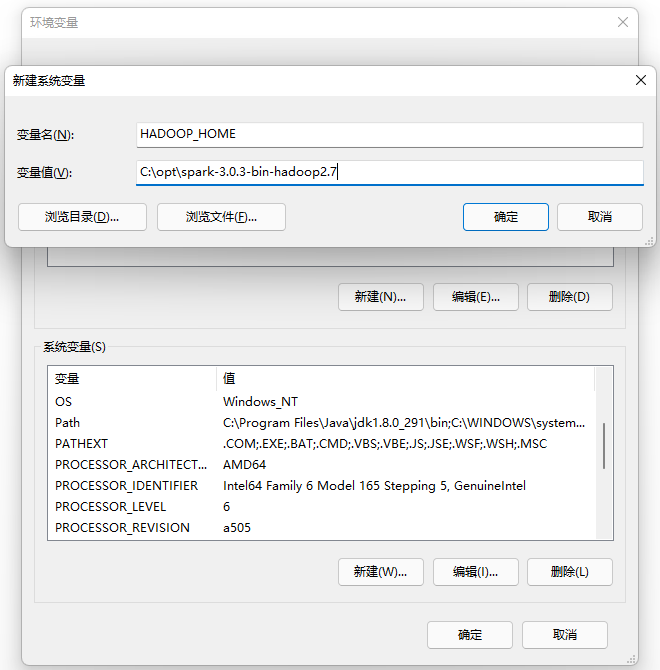 环境变量
新建系统变量
变量名(N): HADOOP_HOME
变量值(V): C:\opt\spark-3.0.3-bin-hadoop2.7
浏览目录(D)... 浏览文件(F)... 确定 取消
新建(N)... 编辑(E)... 删除(D)
系统变量(S)
变量 值
OS Windows_NT
Path C:\Program Files\Java\jdk1.8.0_291\bin;C:\WINDOWS\system...
PATHEXT .COM;.EXE;.BAT;.CMD;.VBS;.VBE;.JS;.JSE;.WSF;.WSH;.MSC
PROCESSOR_ARCHITECT... AMD64
PROCESSOR_IDENTIFIER Intel64 Family 6 Model 165 Stepping 5, GenuineIntel
PROCESSOR_LEVEL 6
PROCESSOR_REVISION a505
新建(W)... 编辑(I)... 删除(L)
确定 取消